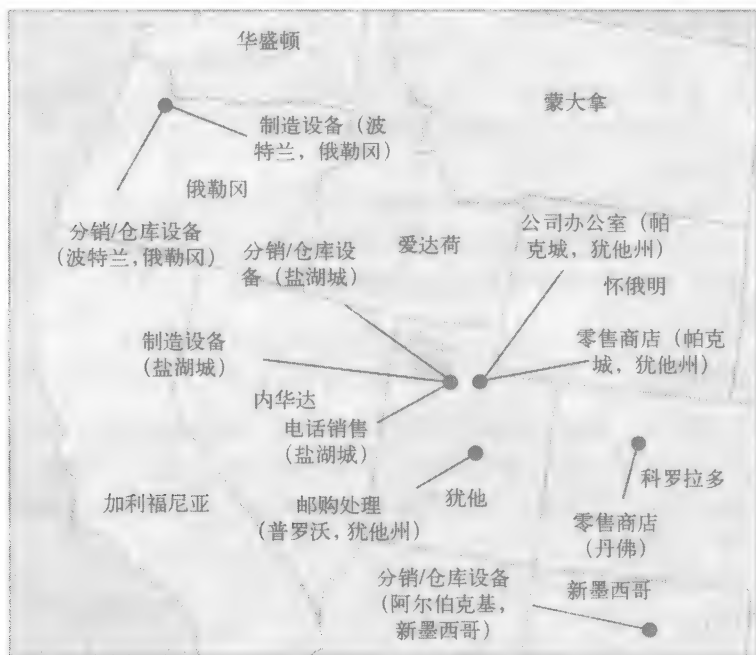 华盛顿
蒙大拿
制造设备（波
特兰，俄勒冈）
俄勒冈
分销/仓库设备
（波特兰，俄勒冈）
分销/仓库设
备（盐湖城）
爱达荷
公司办公室（帕
克城，犹他州）
怀俄明
制造设备
（盐湖城）
零售商店（帕克
城，犹他州）
内华达
电话销售
（盐湖城）
加利福尼亚
邮购处理
（普罗沃，犹他州）
犹他
科罗拉多
零售商店
（丹佛）
分销/仓库设备
（阿尔伯克基，
新墨西哥）
新墨西哥